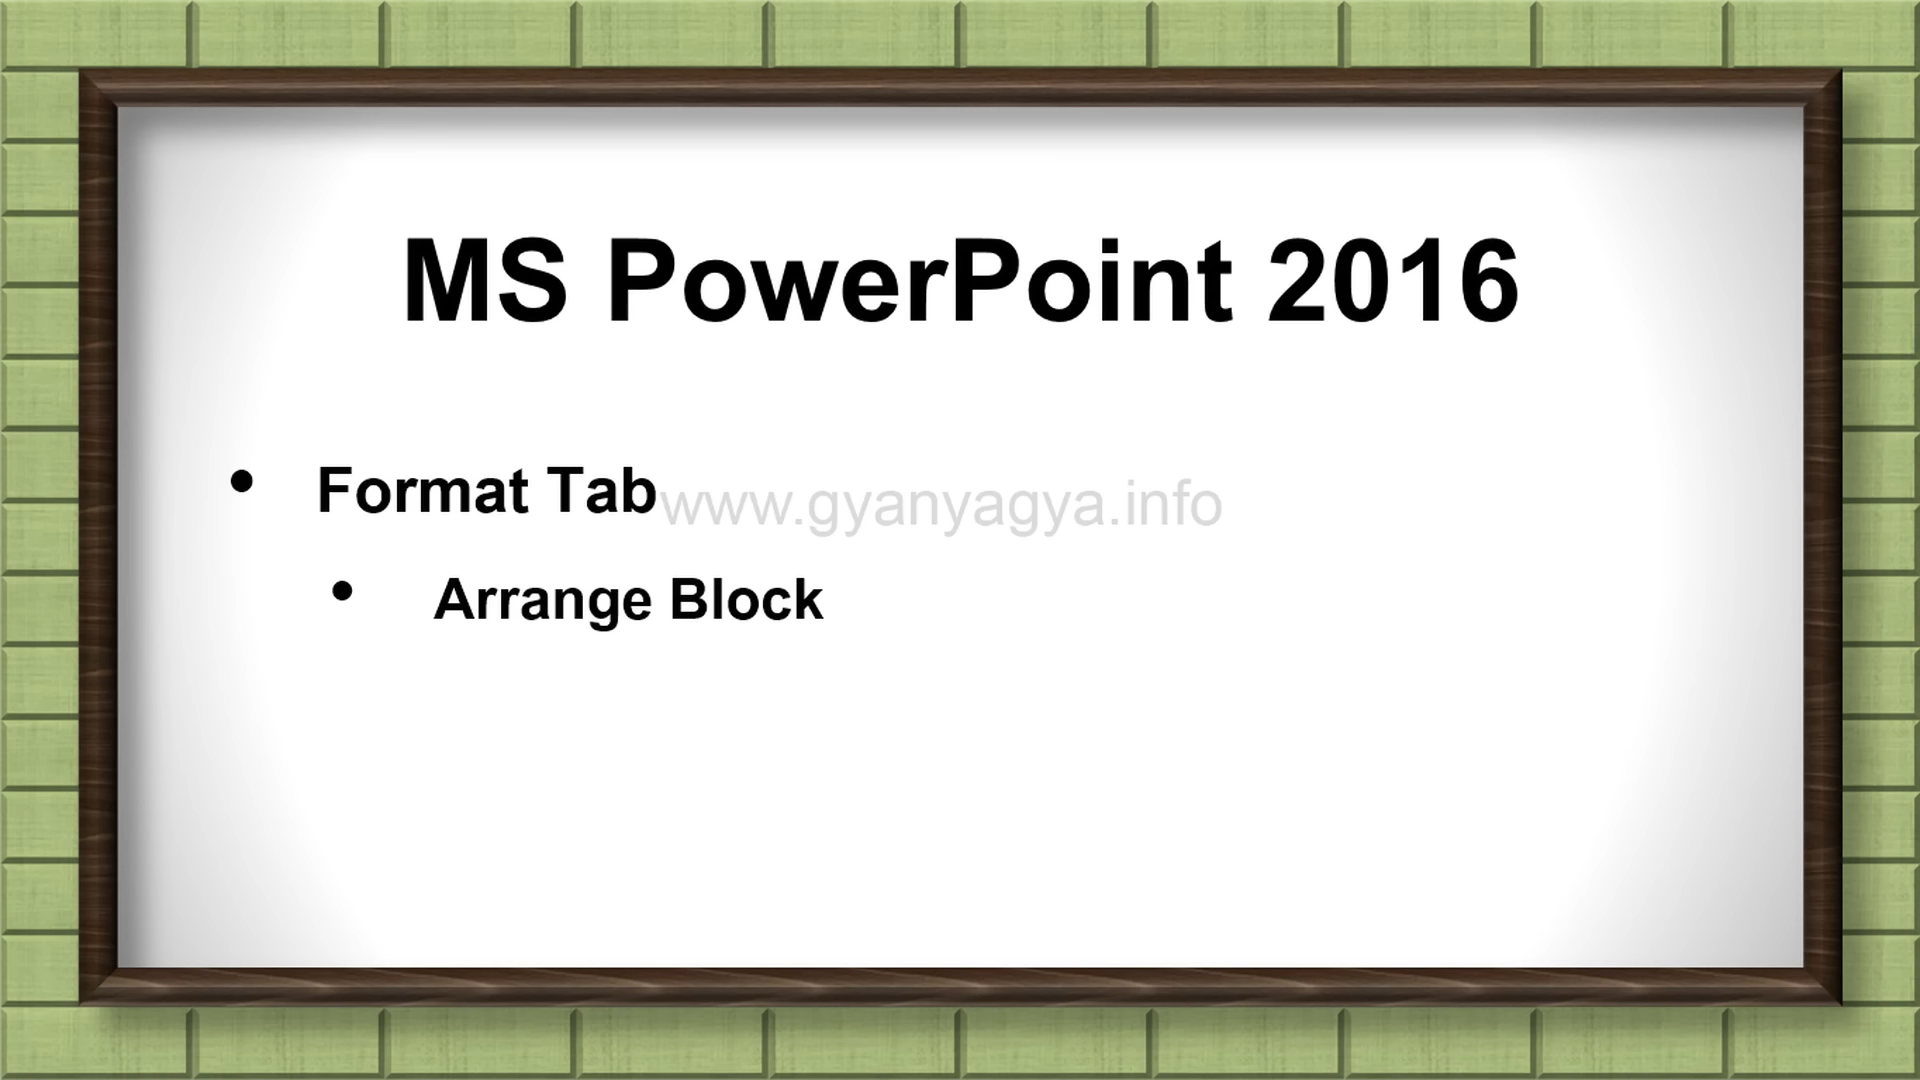 MS PowerPoint 2016
• Format Tab
www.gyanyagya.info
• Arrange Block